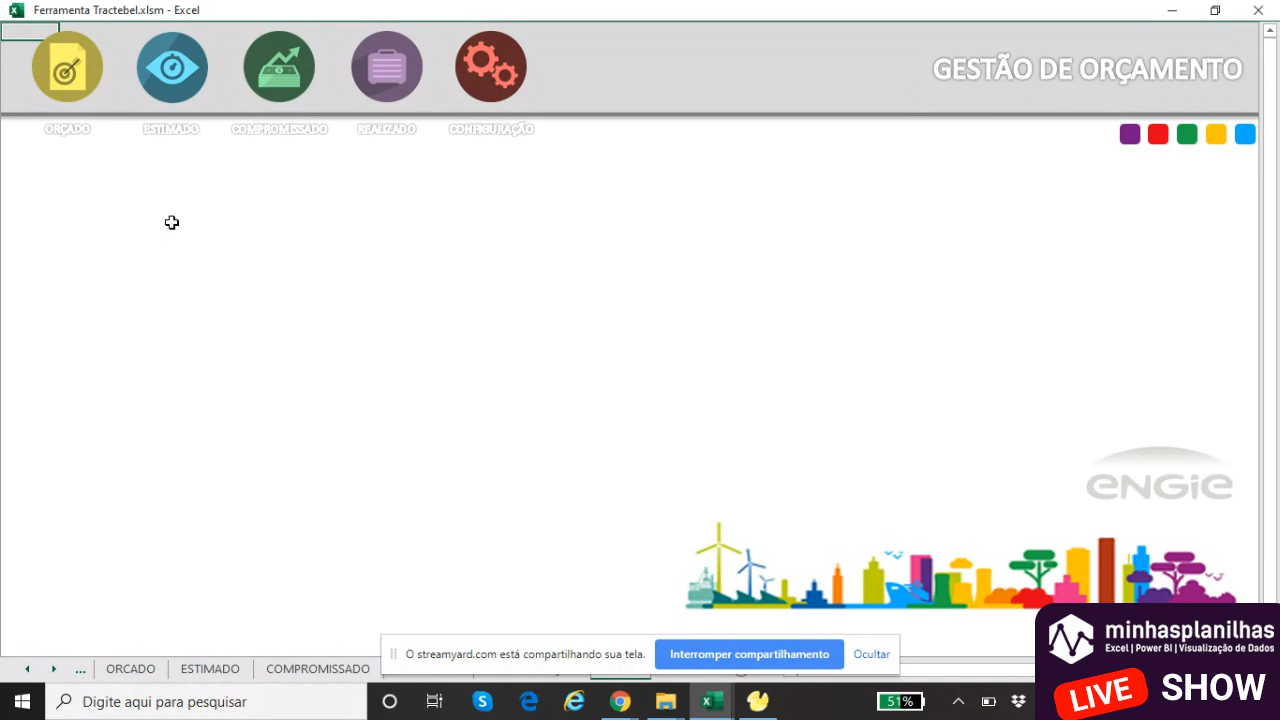 Ferramenta Tractebel.xlsm - Excel
GESTÃO DE ORÇAMENTO
ORÇADO
ESTIMADO
COMPROMISSADO
REALIZADO
CONFIGURAÇÃO
ENGIE
O streamyard.com está compartilhando sua tela.
Interromper compartilhamento
Ocultar
...
ORCADO
ESTIMADO
COMPROMISSADO
minhasplanilhas
Excel | Power BI | Visualização de Dados
LIVE SHOW
Digite aqui para pesquisar
51%